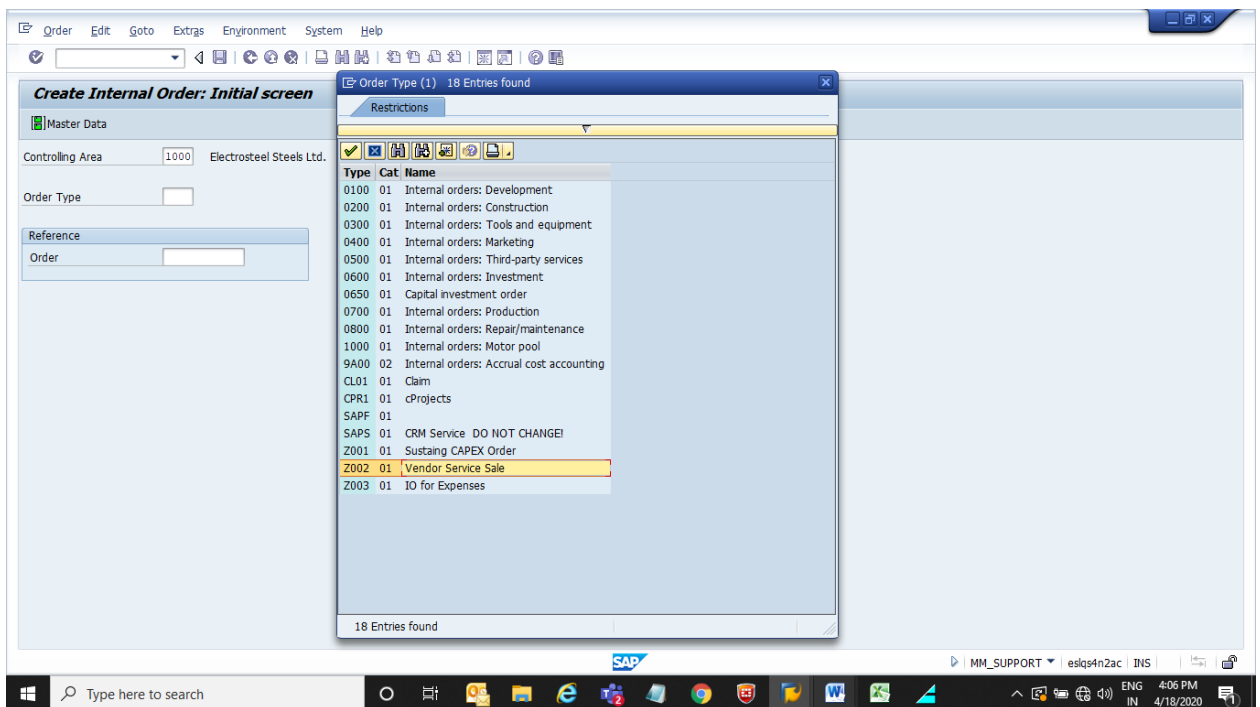 Order Edit Goto Extras Environment System Help
Create Internal Order: Initial screen
Master Data
Controlling Area 1000 Electrosteel Steels Ltd.
Order Type
Reference
Order
Order Type (1) 18 Entries found
Restrictions
Type Cat Name
0100 01 Internal orders: Development
0200 01 Internal orders: Construction
0300 01 Internal orders: Tools and equipment
0400 01 Internal orders: Marketing
0500 01 Internal orders: Third-party services
0600 01 Internal orders: Investment
0650 01 Capital investment order
0700 01 Internal orders: Production
0800 01 Internal orders: Repair/maintenance
1000 01 Internal orders: Motor pool
9A00 02 Internal orders: Accrual cost accounting
CL01 01 Claim
CPR1 01 cProjects
SAPF 01
SAPS 01 CRM Service DO NOT CHANGE!
Z001 01 Sustaing CAPEX Order
Z002 01 Vendor Service Sale
Z003 01 IO for Expenses
18 Entries found
SAP
MM_SUPPORT eslqs4n2ac INS
Type here to search
ENG 4:06 PM
IN 4/18/2020